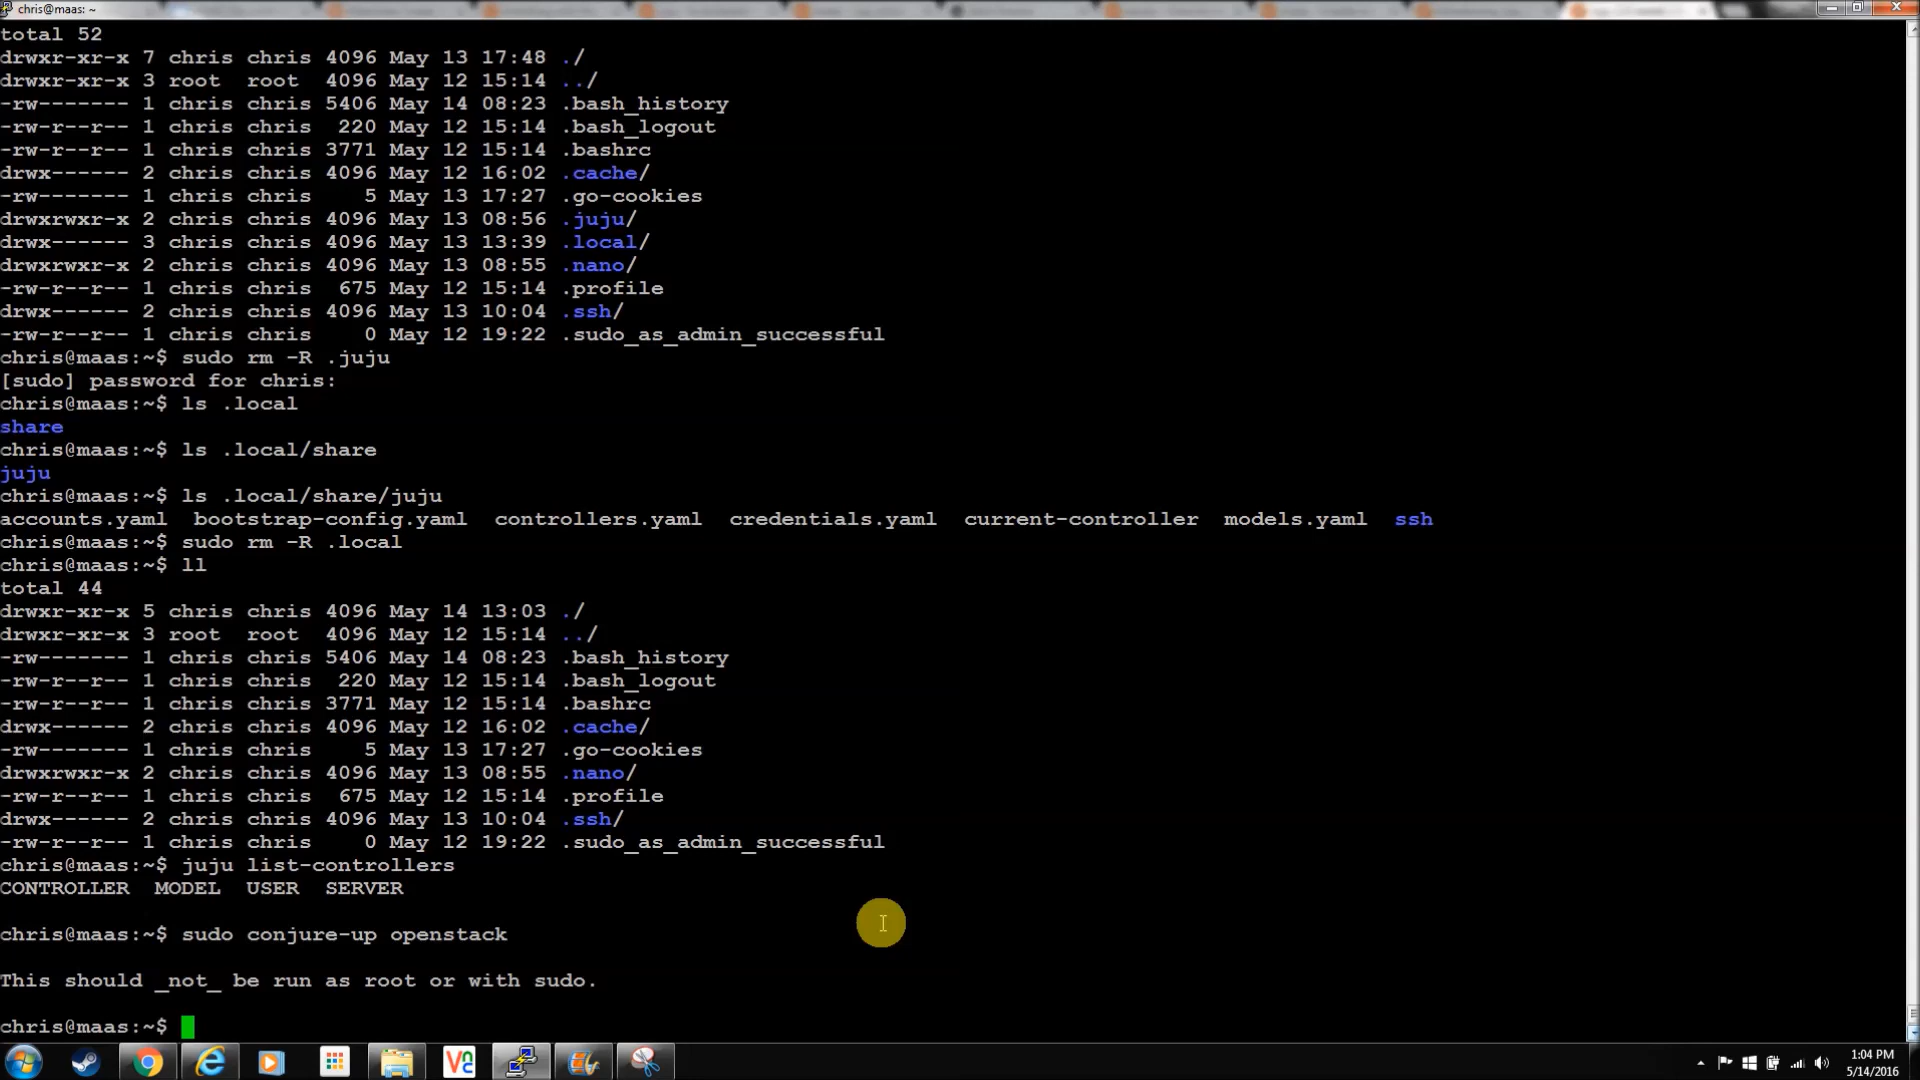 chris@maas: ~
total 52
drwxr-xr-x 7 chris chris 4096 May 13 17:48 ./
drwxr-xr-x 3 root  root  4096 May 12 15:14 ../
-rw------- 1 chris chris 5406 May 14 08:23 .bash_history
-rw-r--r-- 1 chris chris  220 May 12 15:14 .bash_logout
-rw-r--r-- 1 chris chris 3771 May 12 15:14 .bashrc
drwx------ 2 chris chris 4096 May 12 16:02 .cache/
-rw------- 1 chris chris    5 May 13 17:27 .go-cookies
drwxrwxr-x 2 chris chris 4096 May 13 08:56 .juju/
drwx------ 3 chris chris 4096 May 13 13:39 .local/
drwxrwxr-x 2 chris chris 4096 May 13 08:55 .nano/
-rw-r--r-- 1 chris chris  675 May 12 15:14 .profile
drwx------ 2 chris chris 4096 May 13 10:04 .ssh/
-rw-r--r-- 1 chris chris    0 May 12 19:22 .sudo_as_admin_successful
chris@maas:~$ sudo rm -R .juju
[sudo] password for chris:
chris@maas:~$ ls .local
share
chris@maas:~$ ls .local/share
juju
chris@maas:~$ ls .local/share/juju
accounts.yaml  bootstrap-config.yaml  controllers.yaml  credentials.yaml  current-controller  models.yaml  ssh
chris@maas:~$ sudo rm -R .local
chris@maas:~$ ll
total 44
drwxr-xr-x 5 chris chris 4096 May 14 13:03 ./
drwxr-xr-x 3 root  root  4096 May 12 15:14 ../
-rw------- 1 chris chris 5406 May 14 08:23 .bash_history
-rw-r--r-- 1 chris chris  220 May 12 15:14 .bash_logout
-rw-r--r-- 1 chris chris 3771 May 12 15:14 .bashrc
drwx------ 2 chris chris 4096 May 12 16:02 .cache/
-rw------- 1 chris chris    5 May 13 17:27 .go-cookies
drwxrwxr-x 2 chris chris 4096 May 13 08:55 .nano/
-rw-r--r-- 1 chris chris  675 May 12 15:14 .profile
drwx------ 2 chris chris 4096 May 13 10:04 .ssh/
-rw-r--r-- 1 chris chris    0 May 12 19:22 .sudo_as_admin_successful
chris@maas:~$ juju list-controllers
CONTROLLER  MODEL  USER  SERVER
chris@maas:~$ sudo conjure-up openstack
This should _not_ be run as root or with sudo.
chris@maas:~$
VNC
1:04 PM
5/14/2016